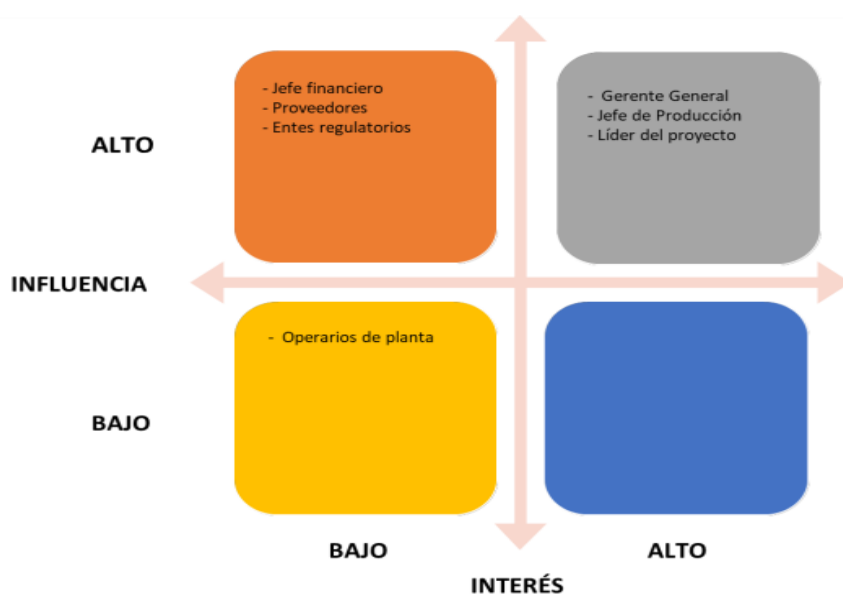 - Jefe financiero
- Proveedores
- Entes regulatorios
- Gerente General
- Jefe de Producción
- Líder del proyecto
ALTO
INFLUENCIA
- Operarios de planta
BAJO
BAJO
ALTO
INTERÉS